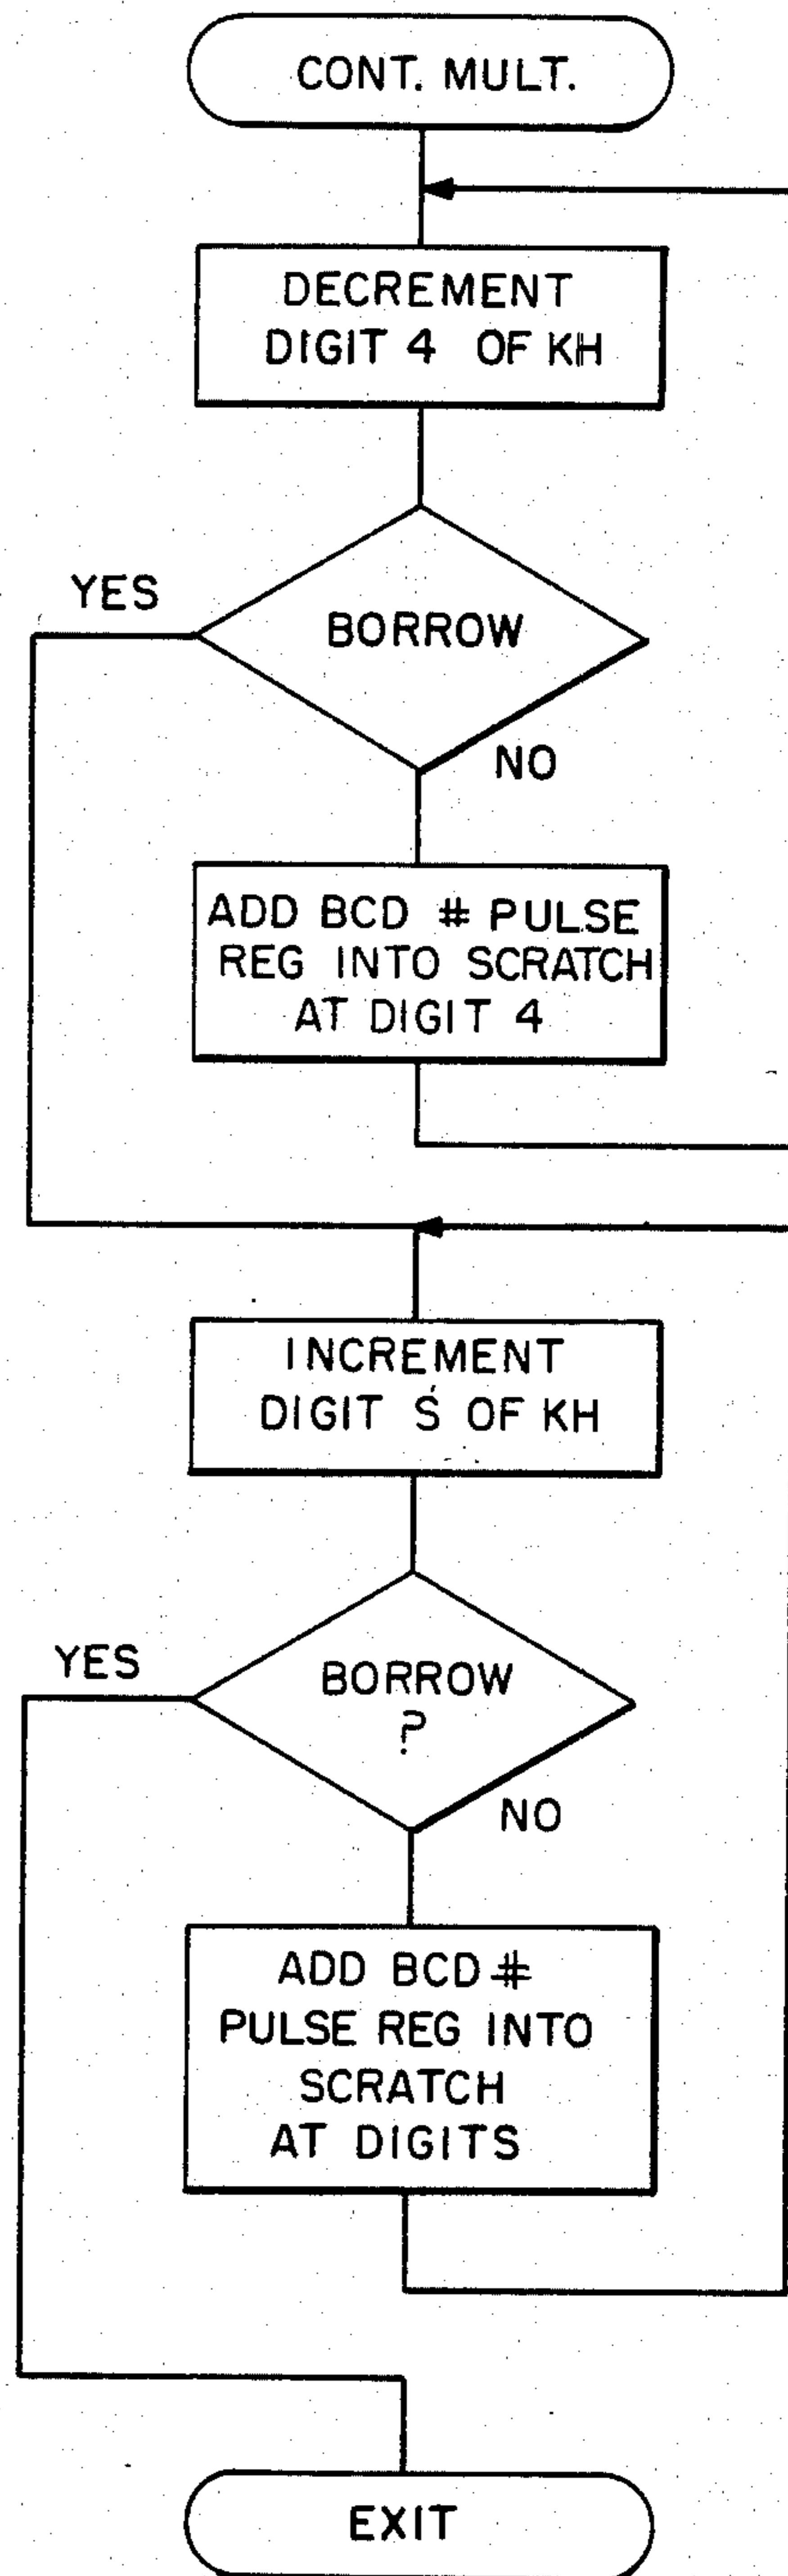 CONT. MULT.
DECREMENT
DIGIT 4 OF KH
YES
BORROW
NO
ADD BCD # PULSE
REG INTO SCRATCH
AT DIGIT 4
INCREMENT
DIGIT S OF KH
YES
BORROW
?
NO
ADD BCD #
PULSE REG INTO
SCRATCH
AT DIGITS
EXIT